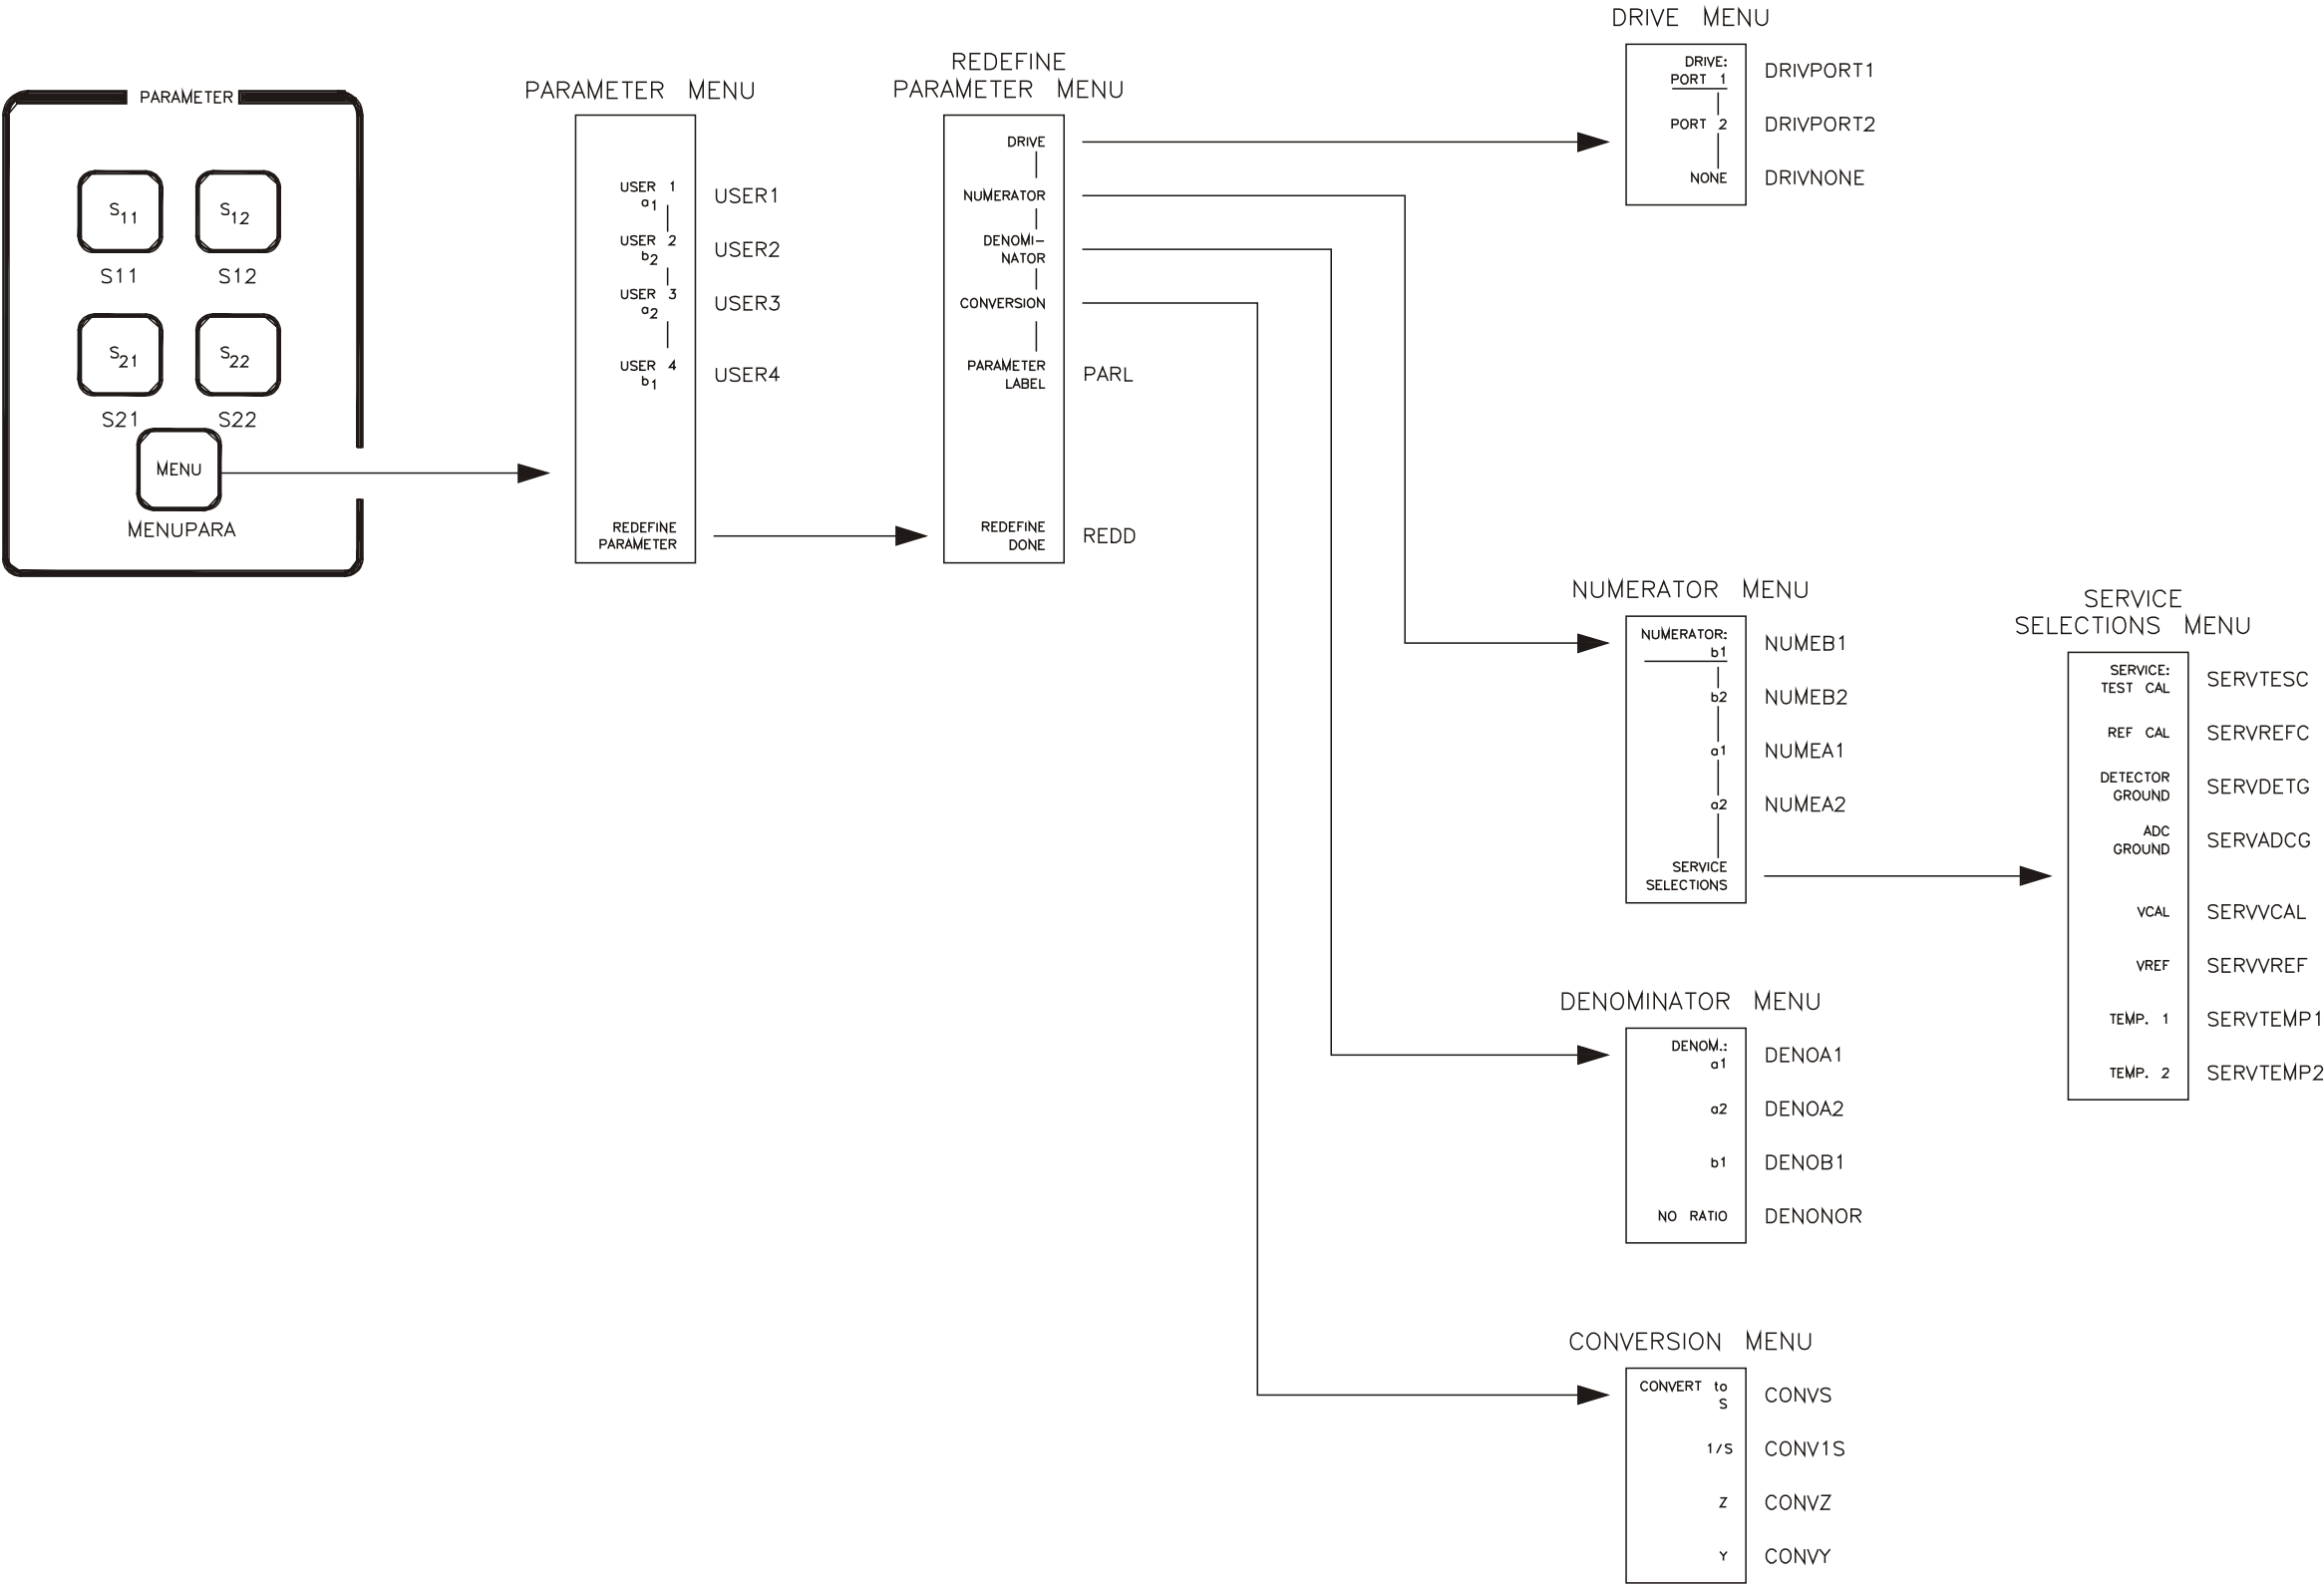 PARAMETER
S11
S12
S11
S12
S21
S22
S21
S22
MENU
MENUPARA
PARAMETER MENU
USER 1
a1
USER1
USER 2
b2
USER2
USER 3
a2
USER3
USER 4
b1
USER4
REDEFINE
PARAMETER
REDEFINE
PARAMETER MENU
DRIVE
NUMERATOR
DENOMI-
NATOR
CONVERSION
PARAMETER
LABEL
PARL
REDEFINE
DONE
REDD
DRIVE MENU
DRIVE:
PORT 1
DRIVPORT1
PORT 2
DRIVPORT2
NONE
DRIVNONE
NUMERATOR MENU
NUMERATOR:
b1
NUMEB1
b2
NUMEB2
a1
NUMEA1
a2
NUMEA2
SERVICE
SELECTIONS
SERVICE
SELECTIONS MENU
SERVICE:
TEST CAL
SERVTESC
REF CAL
SERVREFC
DETECTOR
GROUND
SERVDETG
ADC
GROUND
SERVADCG
VCAL
SERVVCAL
VREF
SERVVREF
TEMP. 1
SERVTEMP1
TEMP. 2
SERVTEMP2
DENOMINATOR MENU
DENOM.:
a1
DENOA1
a2
DENOA2
b1
DENOB1
NO RATIO
DENONOR
CONVERSION MENU
CONVERT to
S
CONVS
1/S
CONV1S
Z
CONVZ
Y
CONVY